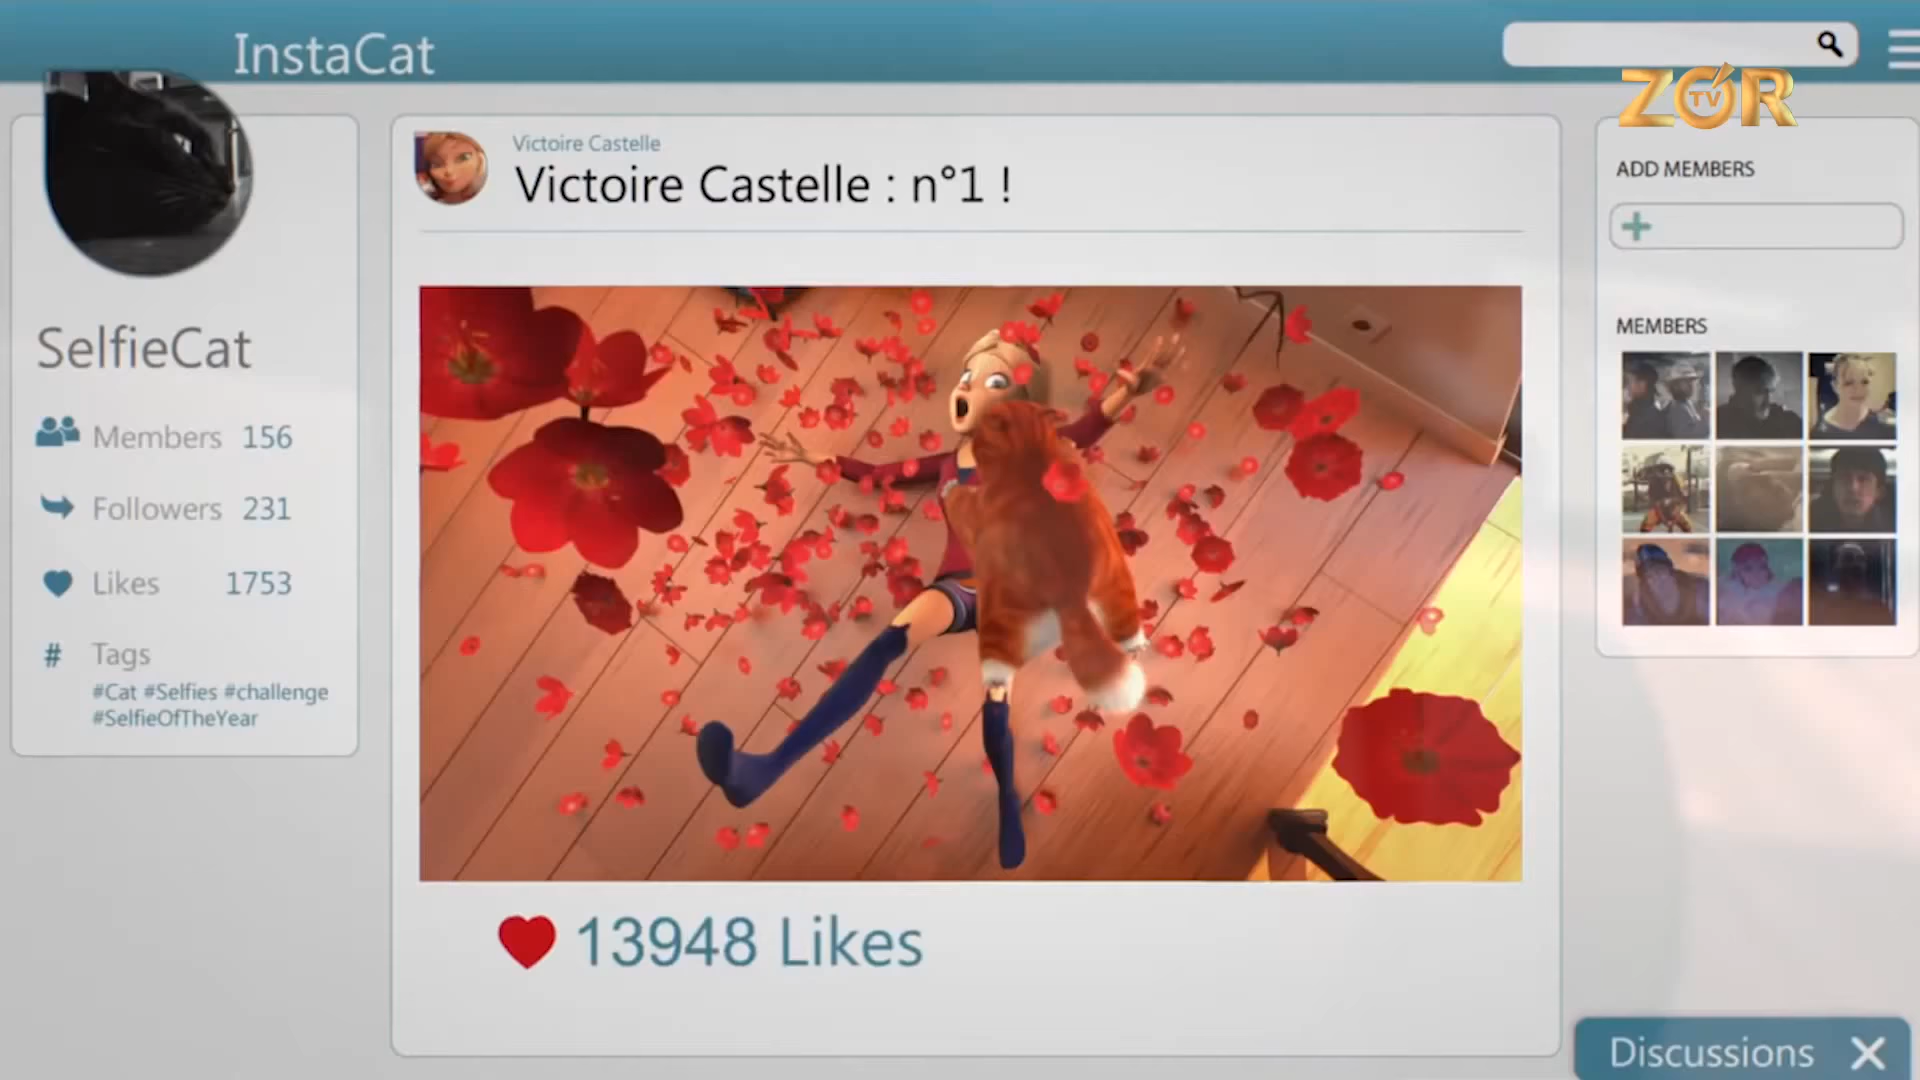 InstaCat
ZO'R TV
SelfieCat
Members 156
Followers 231
Likes 1753
# Tags
#Cat #Selfies #challenge
#SelfieOfTheYear
Victoire Castelle
Victoire Castelle : n°1 !
13948 Likes
ADD MEMBERS
MEMBERS
Discussions